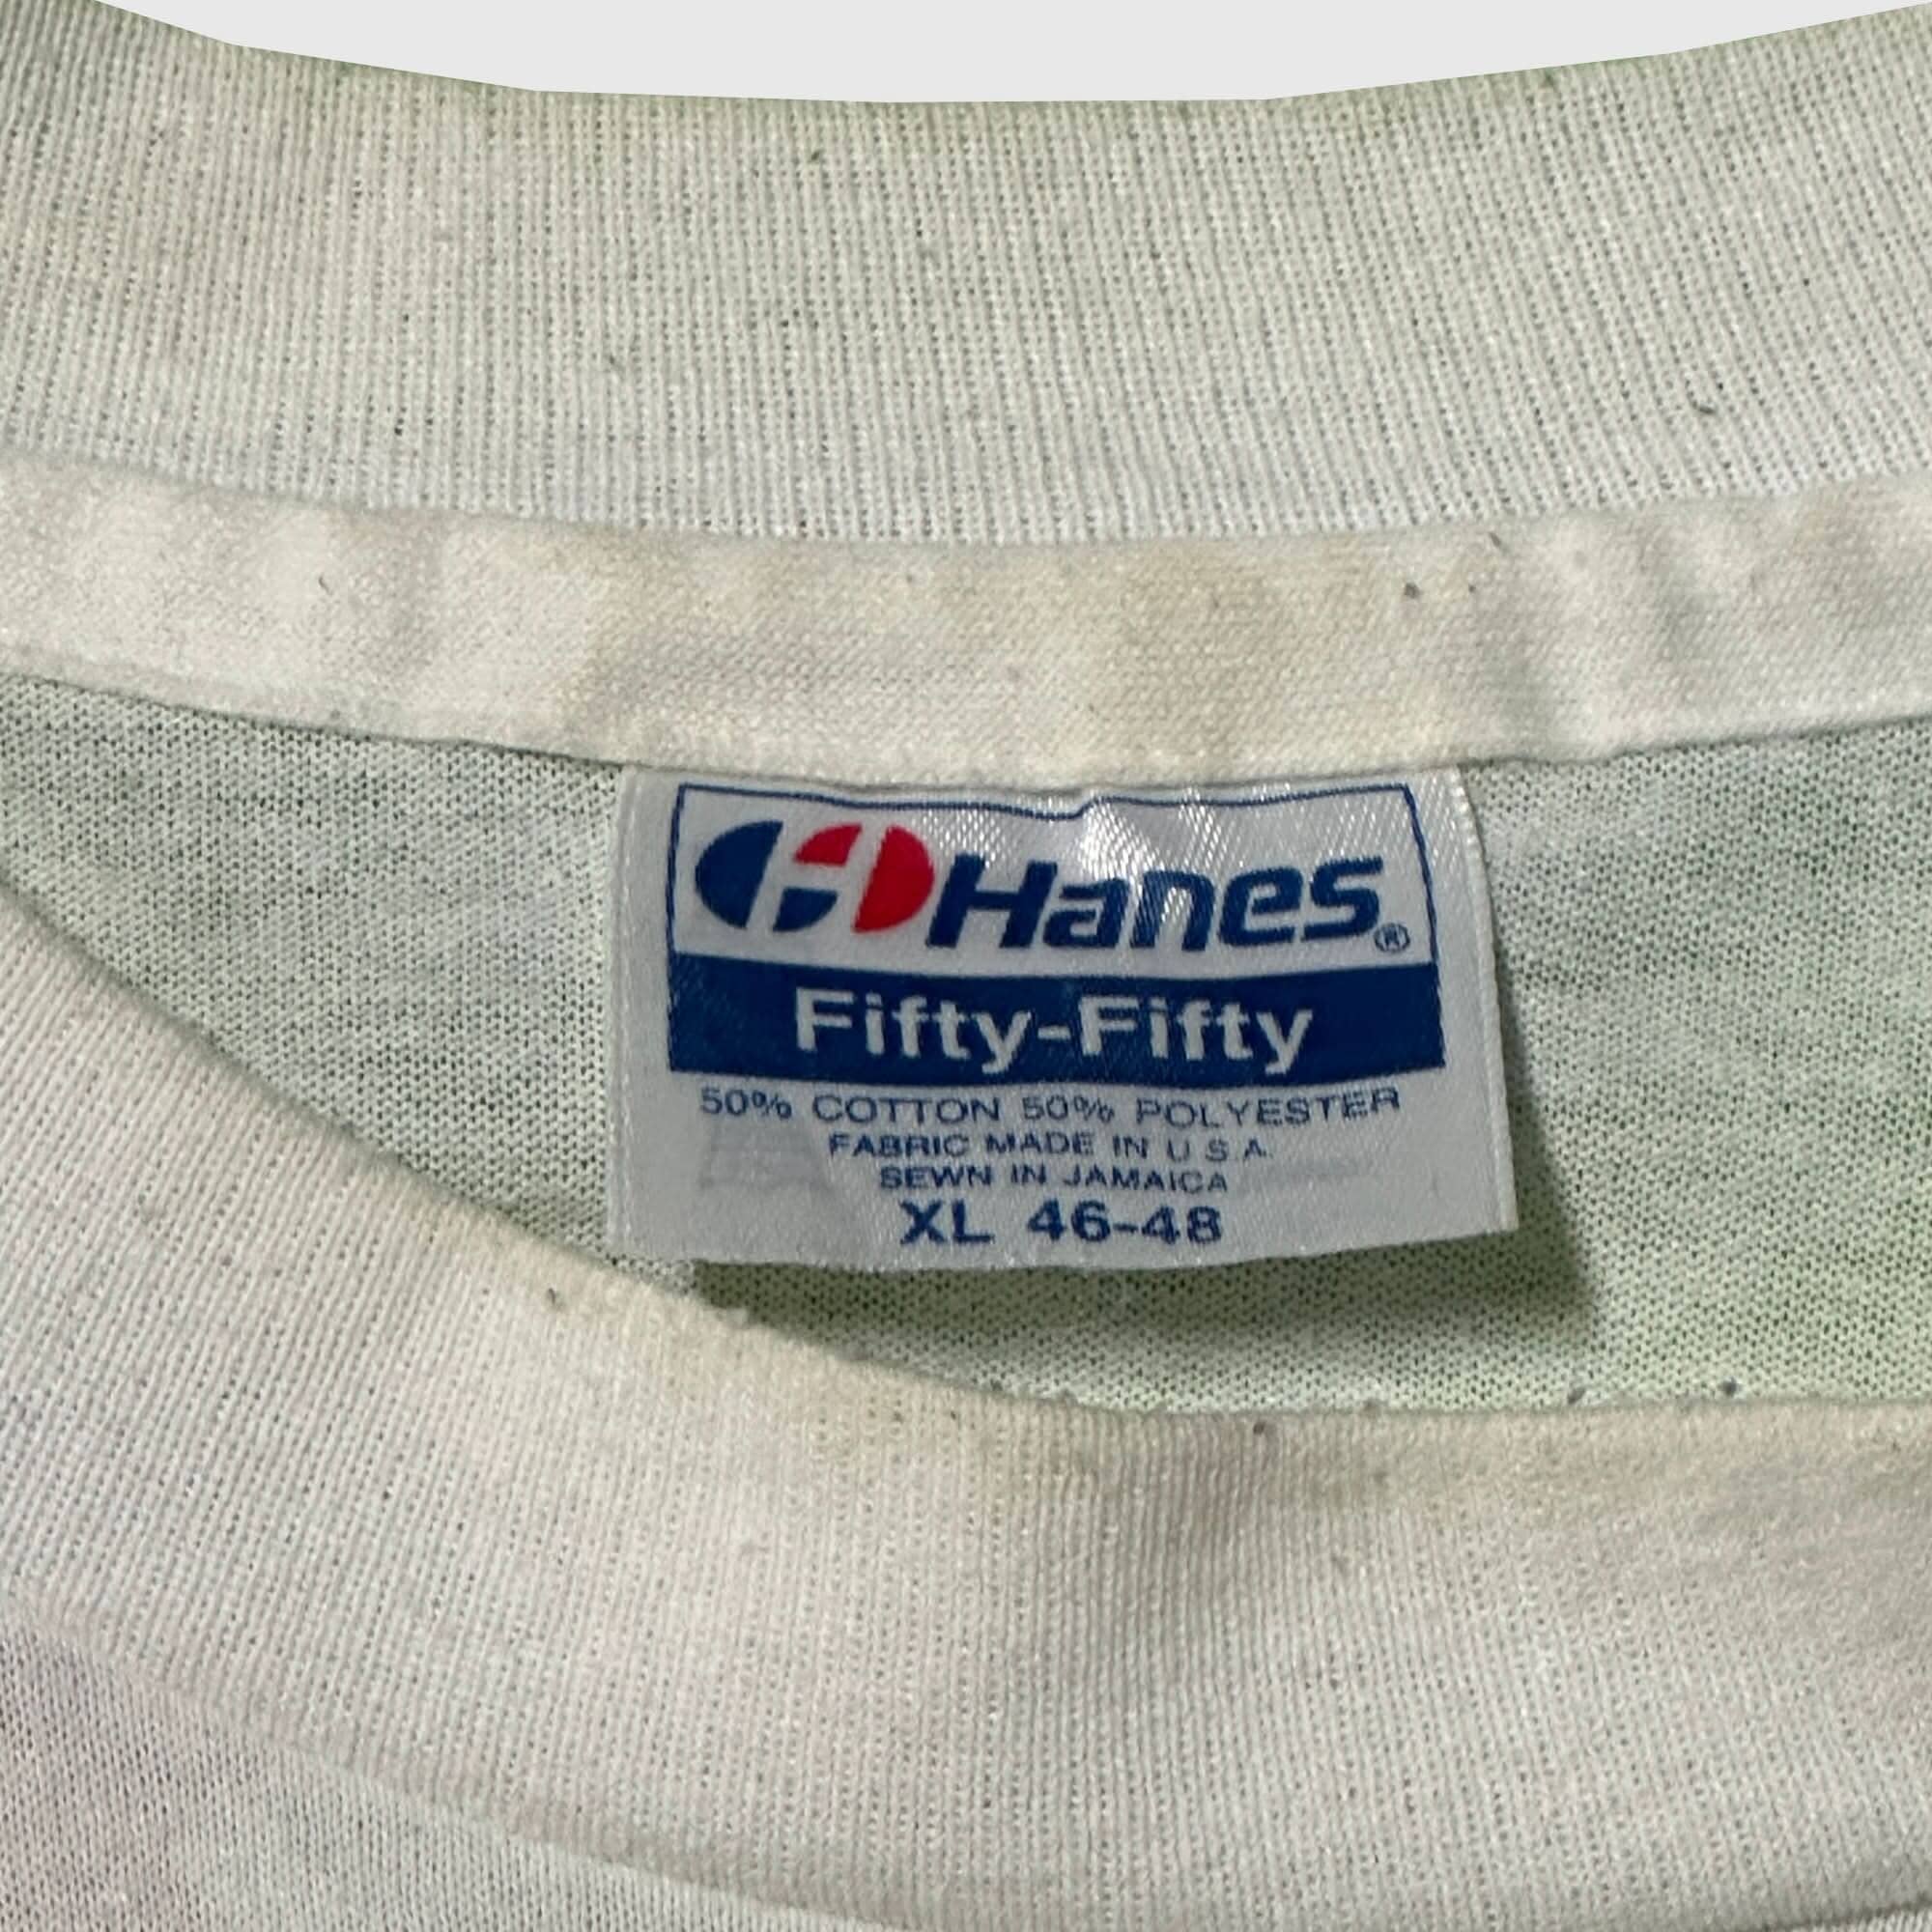 Hanes®
Fifty-Fifty
50% COTTON 50% POLYESTER
FABRIC MADE IN U.S.A.
SEWN IN JAMAICA
XL 46-48